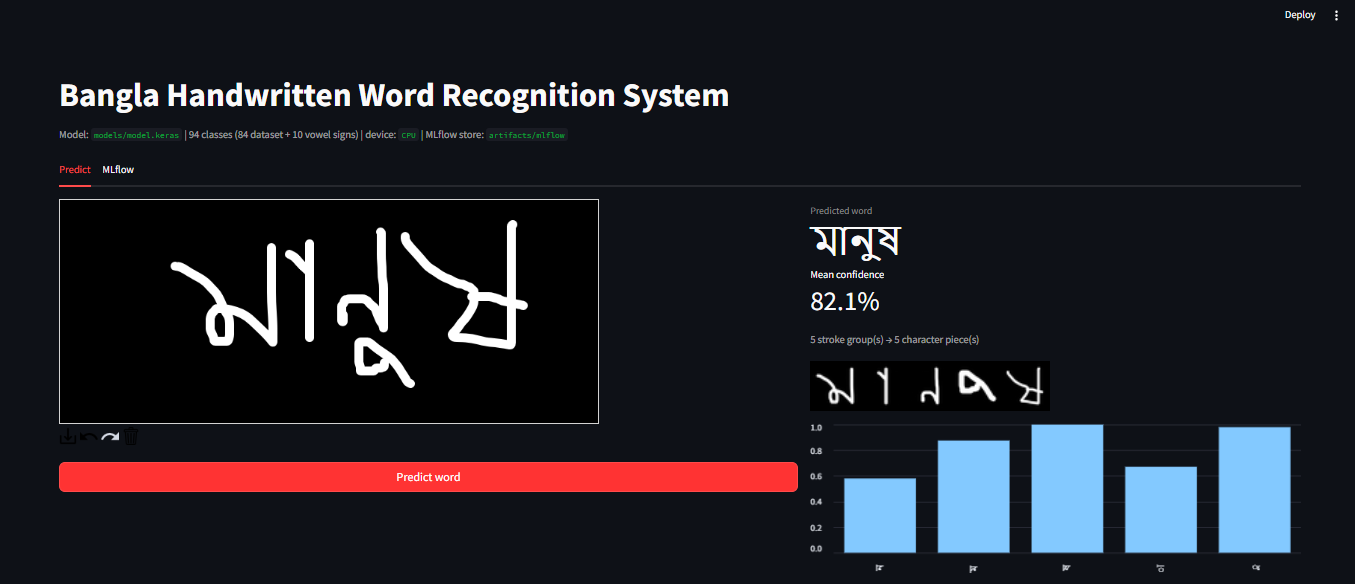 Deploy
Bangla Handwritten Word Recognition System
Model: models/model.keras | 94 classes (84 dataset + 10 vowel signs) | device: CPU | MLflow store: artifacts/mlflow
Predict MLflow
মানুষ
Predict word
Predicted word
মানুষ
Mean confidence
82.1%
5 stroke group(s) → 5 character piece(s)
মা ন ু ষ
1.0
0.8
0.6
0.4
0.2
0.0